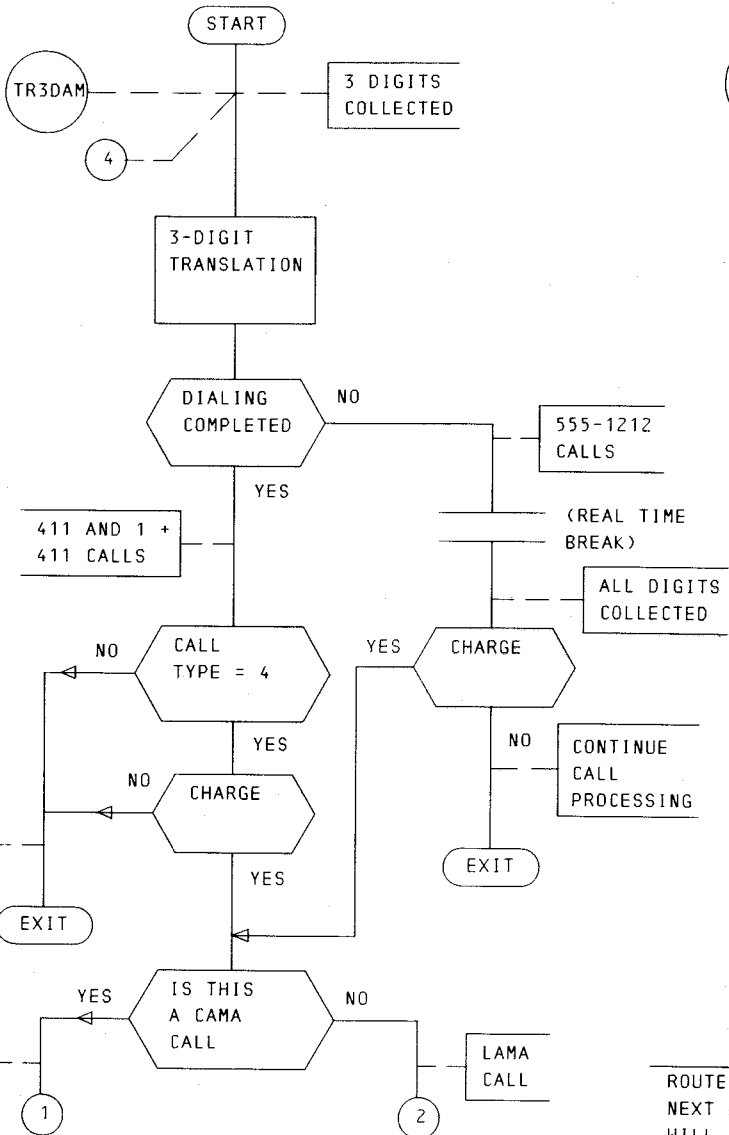 START
TR3DAM
3 DIGITS
COLLECTED
4
3-DIGIT
TRANSLATION
DIALING
COMPLETED
NO
555-1212
CALLS
YES
411 AND 1 +
411 CALLS
(REAL TIME
BREAK)
ALL DIGITS
COLLECTED
NO
CALL
TYPE = 4
YES
CHARGE
YES
NO
CONTINUE
CALL
PROCESSING
NO
CHARGE
YES
EXIT
EXIT
YES
IS THIS
A CAMA
CALL
NO
LAMA
CALL
1
2
ROUTE
NEXT
WILL